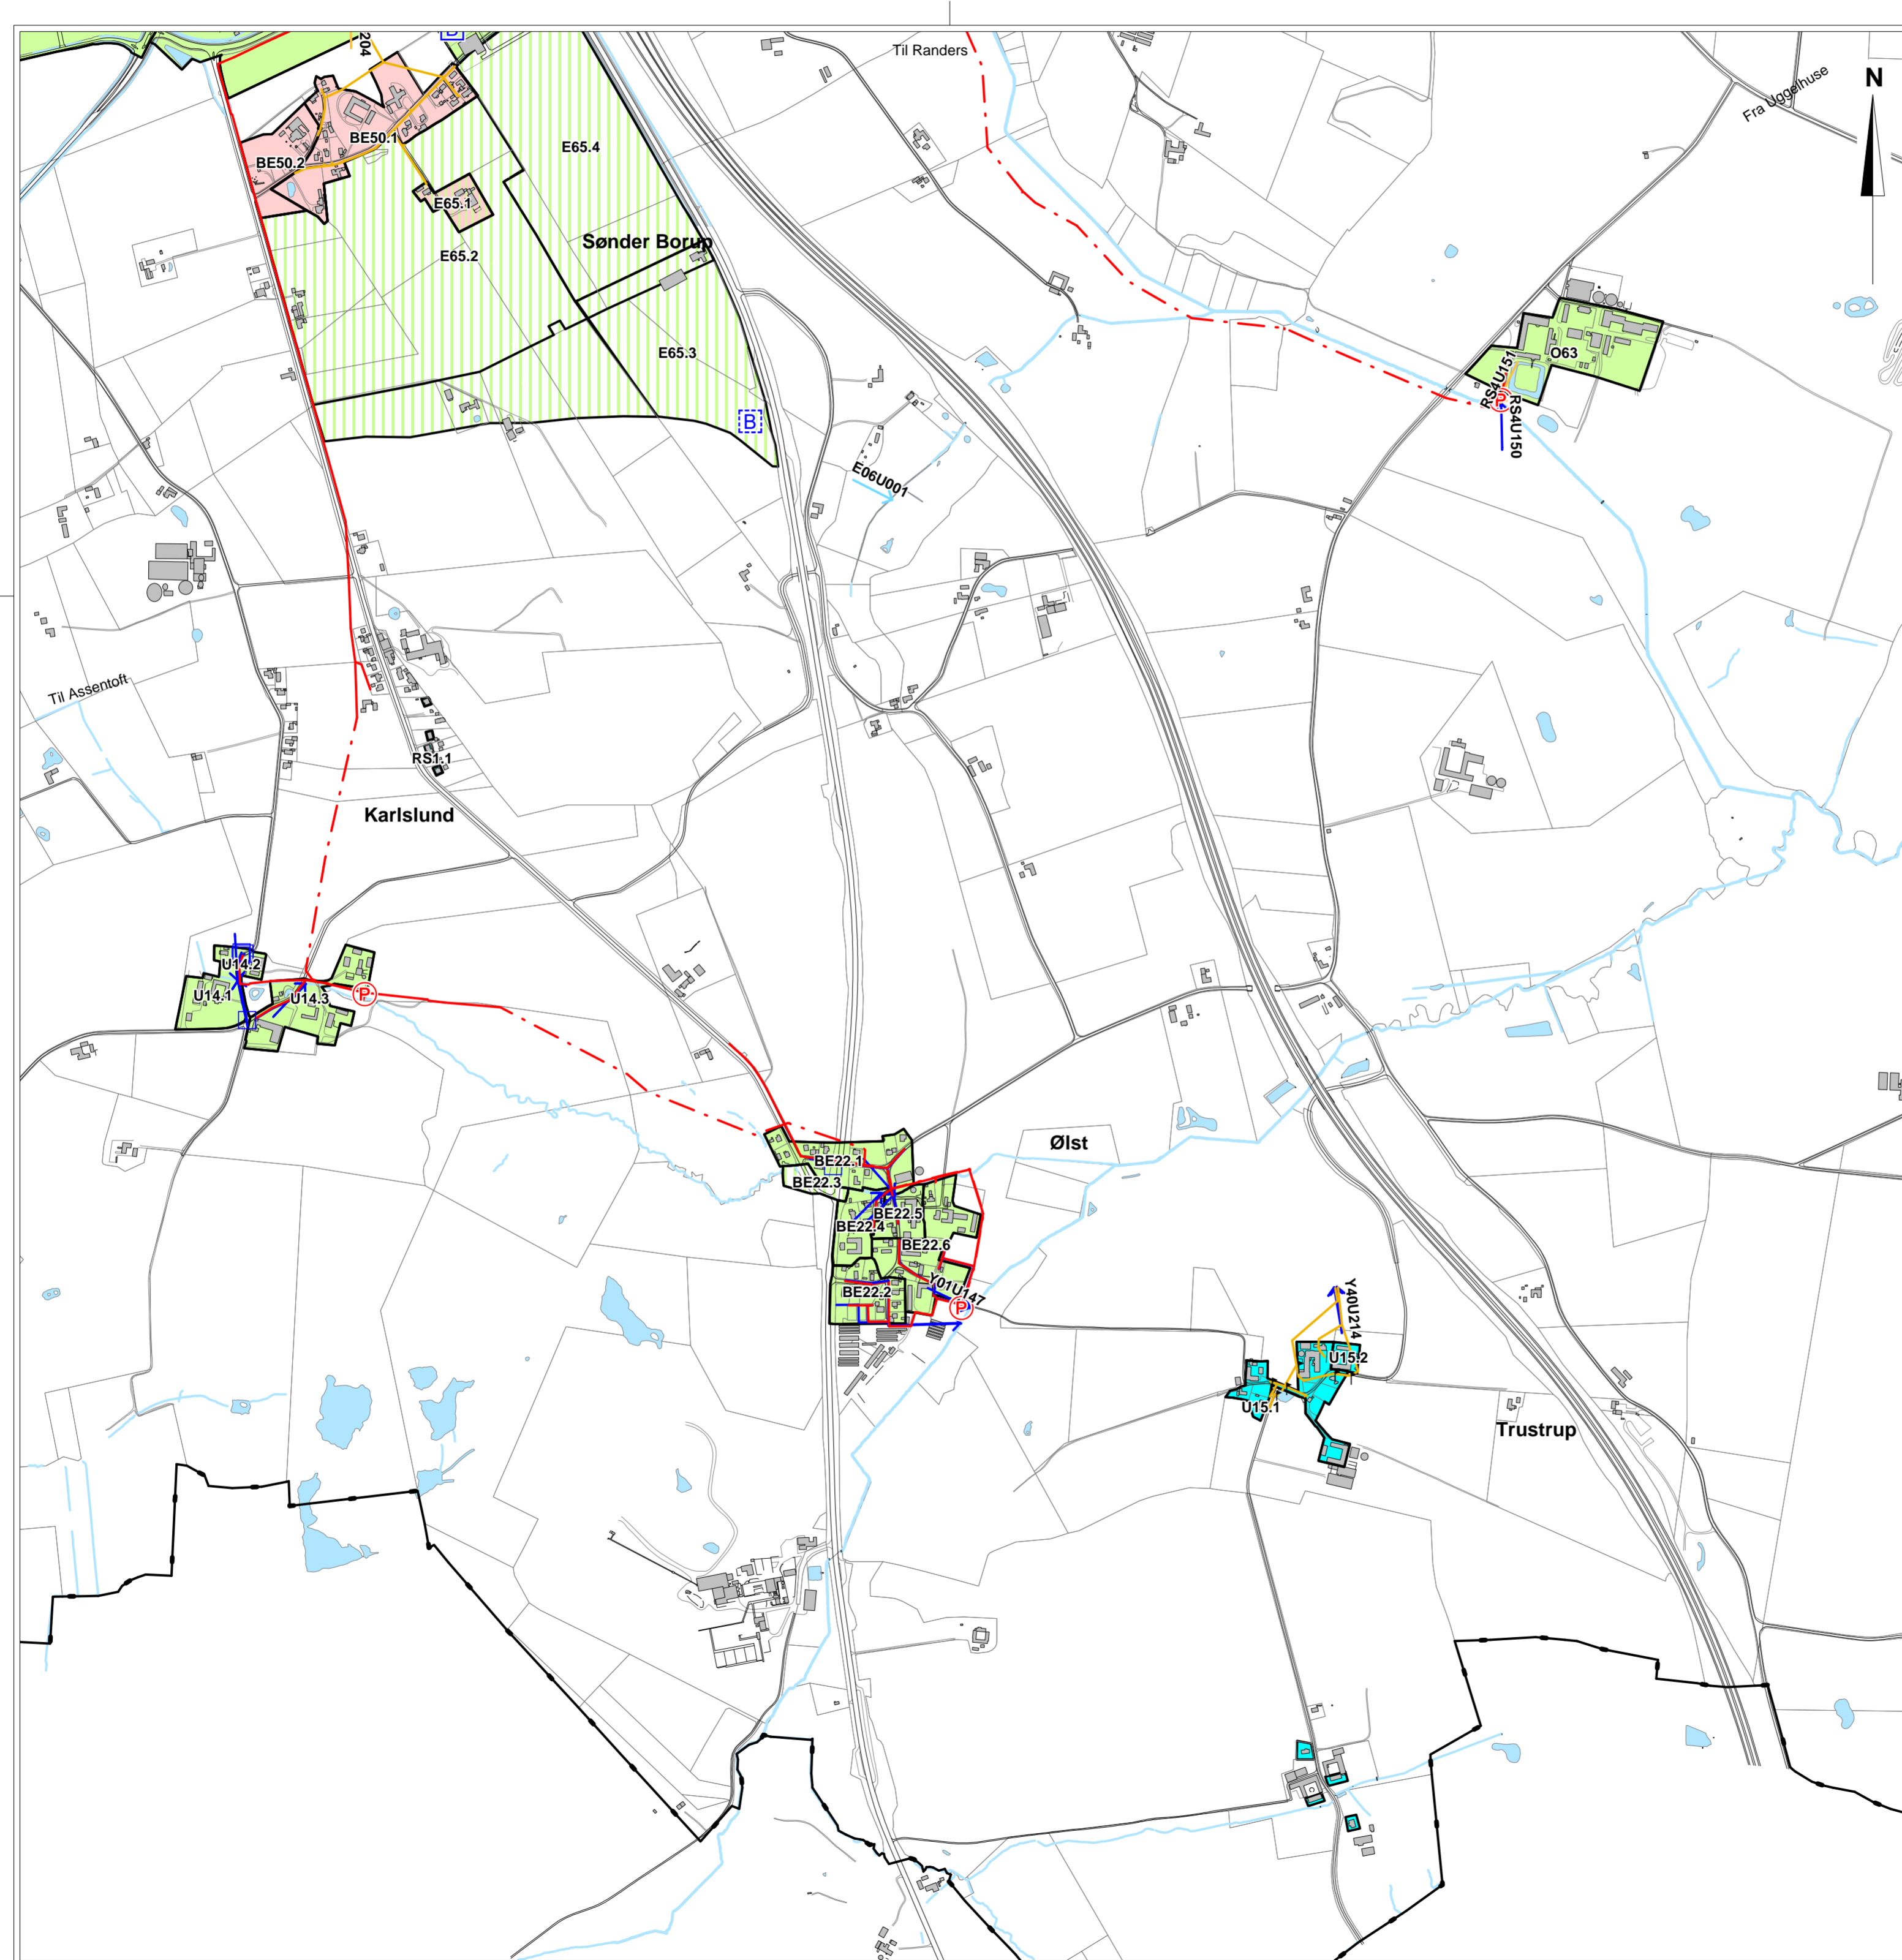 204
B
Til Randers
Fra Uggelhuse
N
BE50.1
BE50.2
E65.4
E65.1
Sønder Borup
E65.2
E65.3
O63
RS4U151
P
RS4U150
B
E06U001
Til Assentoft
RS1.1
Karlslund
U14.2
U14.1
U14.3
P
Ølst
BE22.1
BE22.3
BE22.5
BE22.4
BE22.6
BE22.2
Y01U147
P
Y40U214
U15.2
U15.1
Trustrup